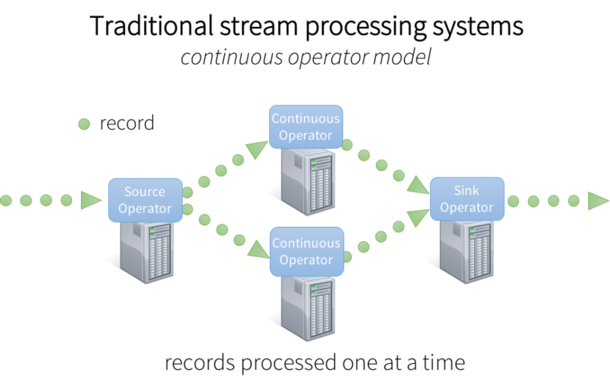 Traditional stream processing systems
continuous operator model
record
Continuous
Operator
Source
Operator
Sink
Operator
Continuous
Operator
records processed one at a time